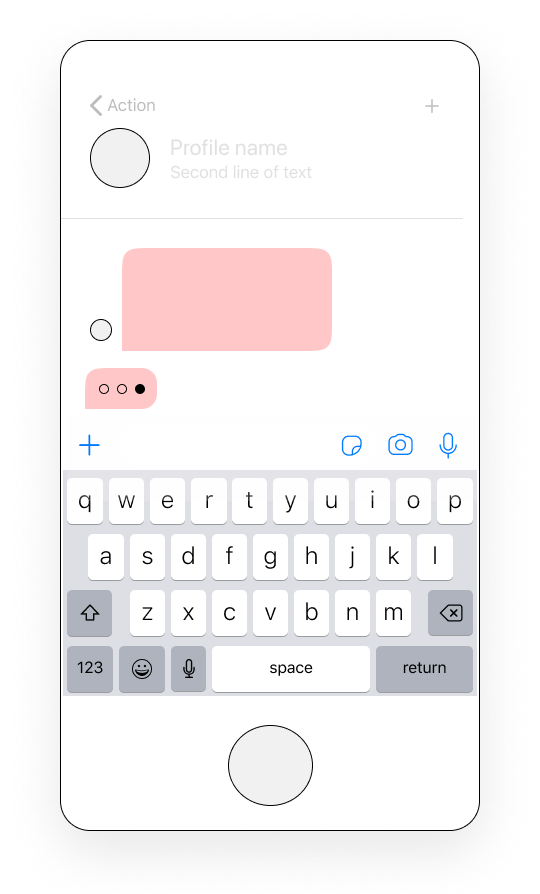 Action +
Profile name
Second line of text
q w e r t y u i o p
a s d f g h j k l
z x c v b n m
123 space return